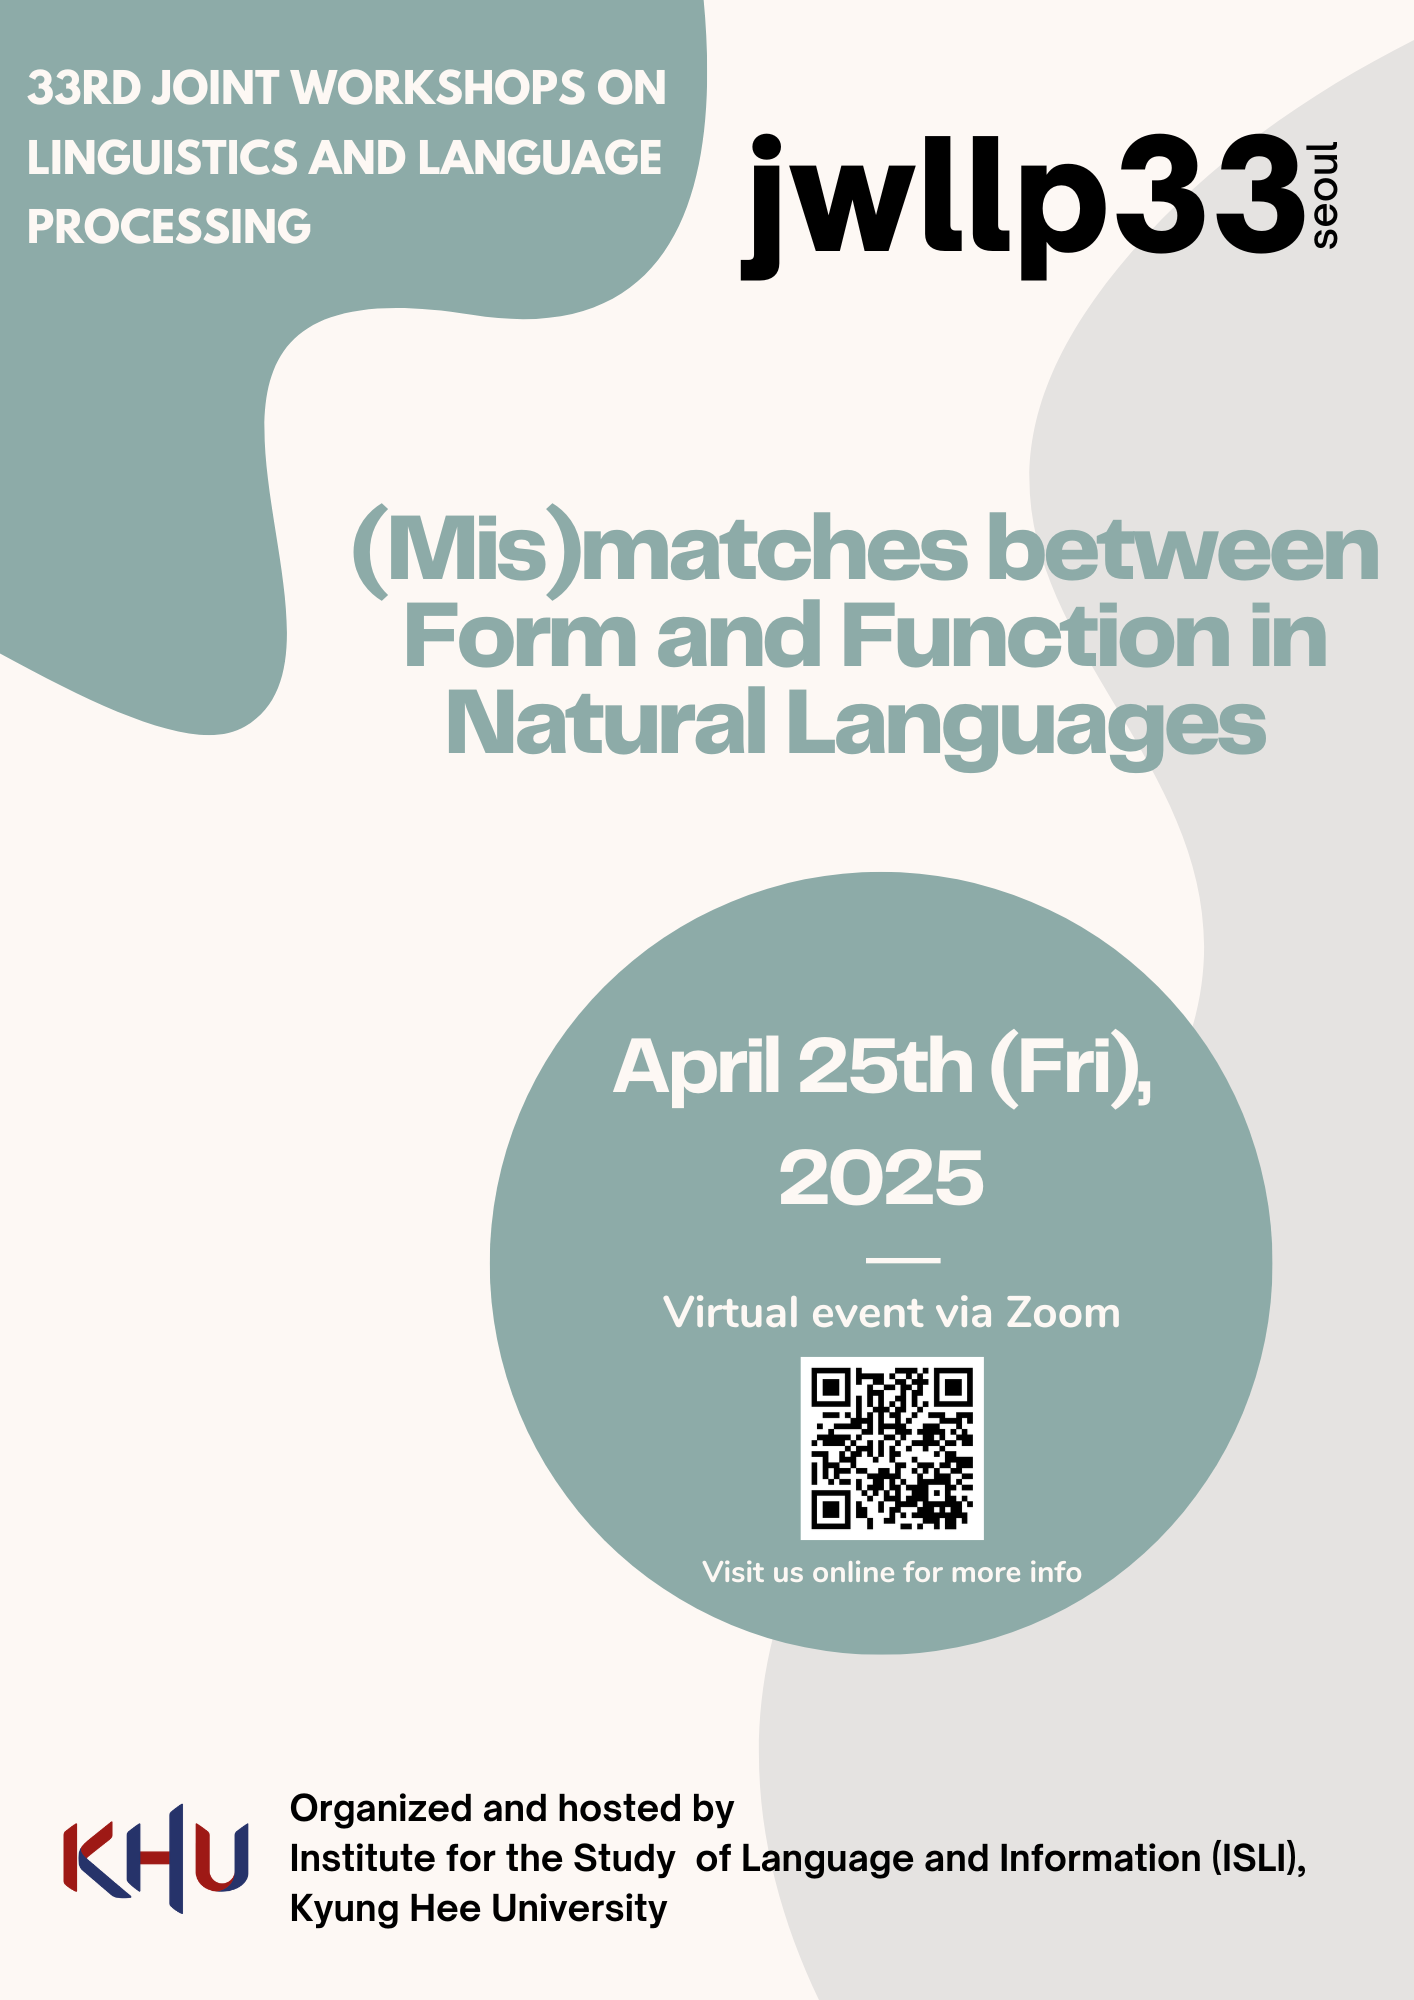 33RD JOINT WORKSHOPS ON
LINGUISTICS AND LANGUAGE
PROCESSING
jwllp33
seoul
(Mis)matches between
Form and Function in
Natural Languages
April 25th (Fri),
2025
Virtual event via Zoom
Visit us online for more info
KHU
Organized and hosted by
Institute for the Study of Language and Information (ISLI),
Kyung Hee University